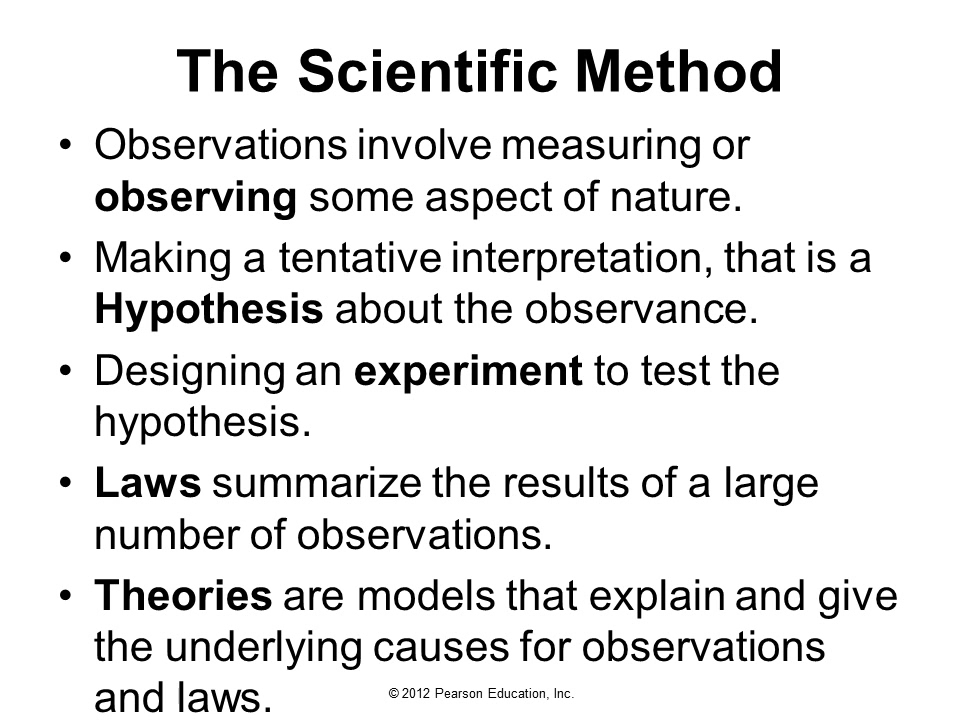 The Scientific Method
• Observations involve measuring or
observing some aspect of nature.
• Making a tentative interpretation, that is a
Hypothesis about the observance.
• Designing an experiment to test the
hypothesis.
• Laws summarize the results of a large
number of observations.
• Theories are models that explain and give
the underlying causes for observations
and laws.
© 2012 Pearson Education, Inc.